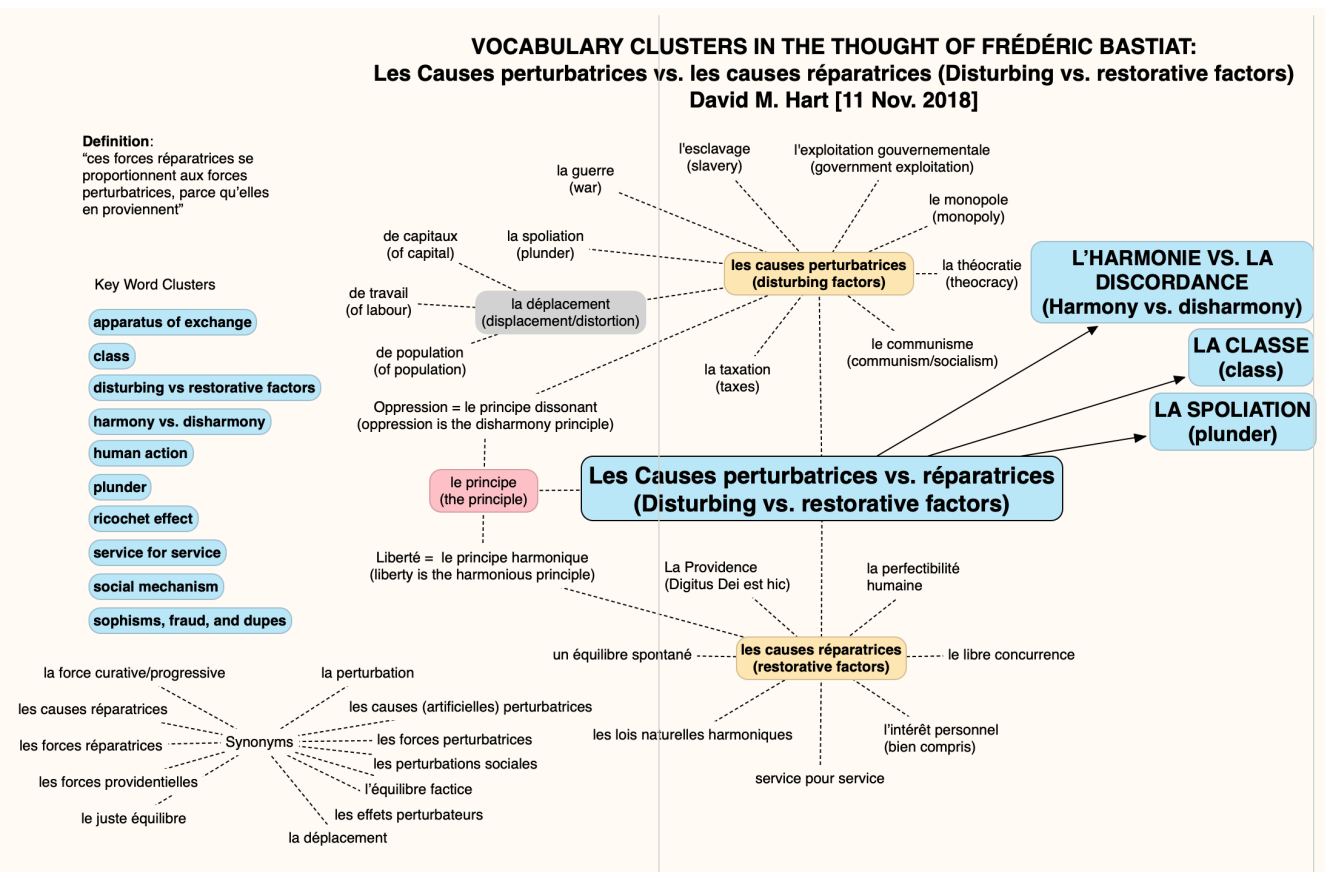 VOCABULARY CLUSTERS IN THE THOUGHT OF FRÉDÉRIC BASTIAT:
Les Causes perturbatrices vs. les causes réparatrices (Disturbing vs. restorative factors)
David M. Hart [11 Nov. 2018]
Definition:
“ces forces réparatrices se
proportionnent aux forces
perturbatrices, parce qu’elles
en proviennent”
Key Word Clusters
apparatus of exchange
class
disturbing vs restorative factors
harmony vs. disharmony
human action
plunder
ricochet effect
service for service
social mechanism
sophisms, fraud, and dupes
la guerre
(war)
l'esclavage
(slavery)
l'exploitation gouvernementale
(government exploitation)
le monopole
(monopoly)
la théocratie
(theocracy)
le communisme
(communism/socialism)
la taxation
(taxes)
la spoliation
(plunder)
les causes perturbatrices
(disturbing factors)
de capitaux
(of capital)
de travail
(of labour)
de population
(of population)
la déplacement
(displacement/distortion)
Oppression = le principe dissonant
(oppression is the disharmony principle)
le principe
(the principle)
Liberté =  le principe harmonique
(liberty is the harmonious principle)
L’HARMONIE VS. LA
DISCORDANCE
(Harmony vs. disharmony)
LA CLASSE
(class)
LA SPOLIATION
(plunder)
Les Causes perturbatrices vs. réparatrices
(Disturbing vs. restorative factors)
La Providence
(Digitus Dei est hic)
la perfectibilité
humaine
un équilibre spontané
les causes réparatrices
(restorative factors)
le libre concurrence
les lois naturelles harmoniques
service pour service
l’intérêt personnel
(bien compris)
la force curative/progressive
les causes réparatrices
les forces réparatrices
les forces providentielles
le juste équilibre
Synonyms
la perturbation
les causes (artificielles) perturbatrices
les forces perturbatrices
les perturbations sociales
l’équilibre factice
les effets perturbateurs
la déplacement